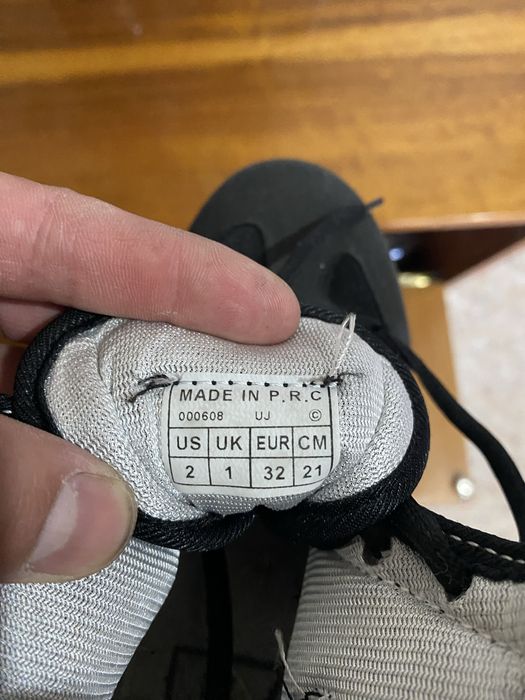 MADE IN P.R.C
000608 UJ ©
US UK EUR CM
2 1 32 21